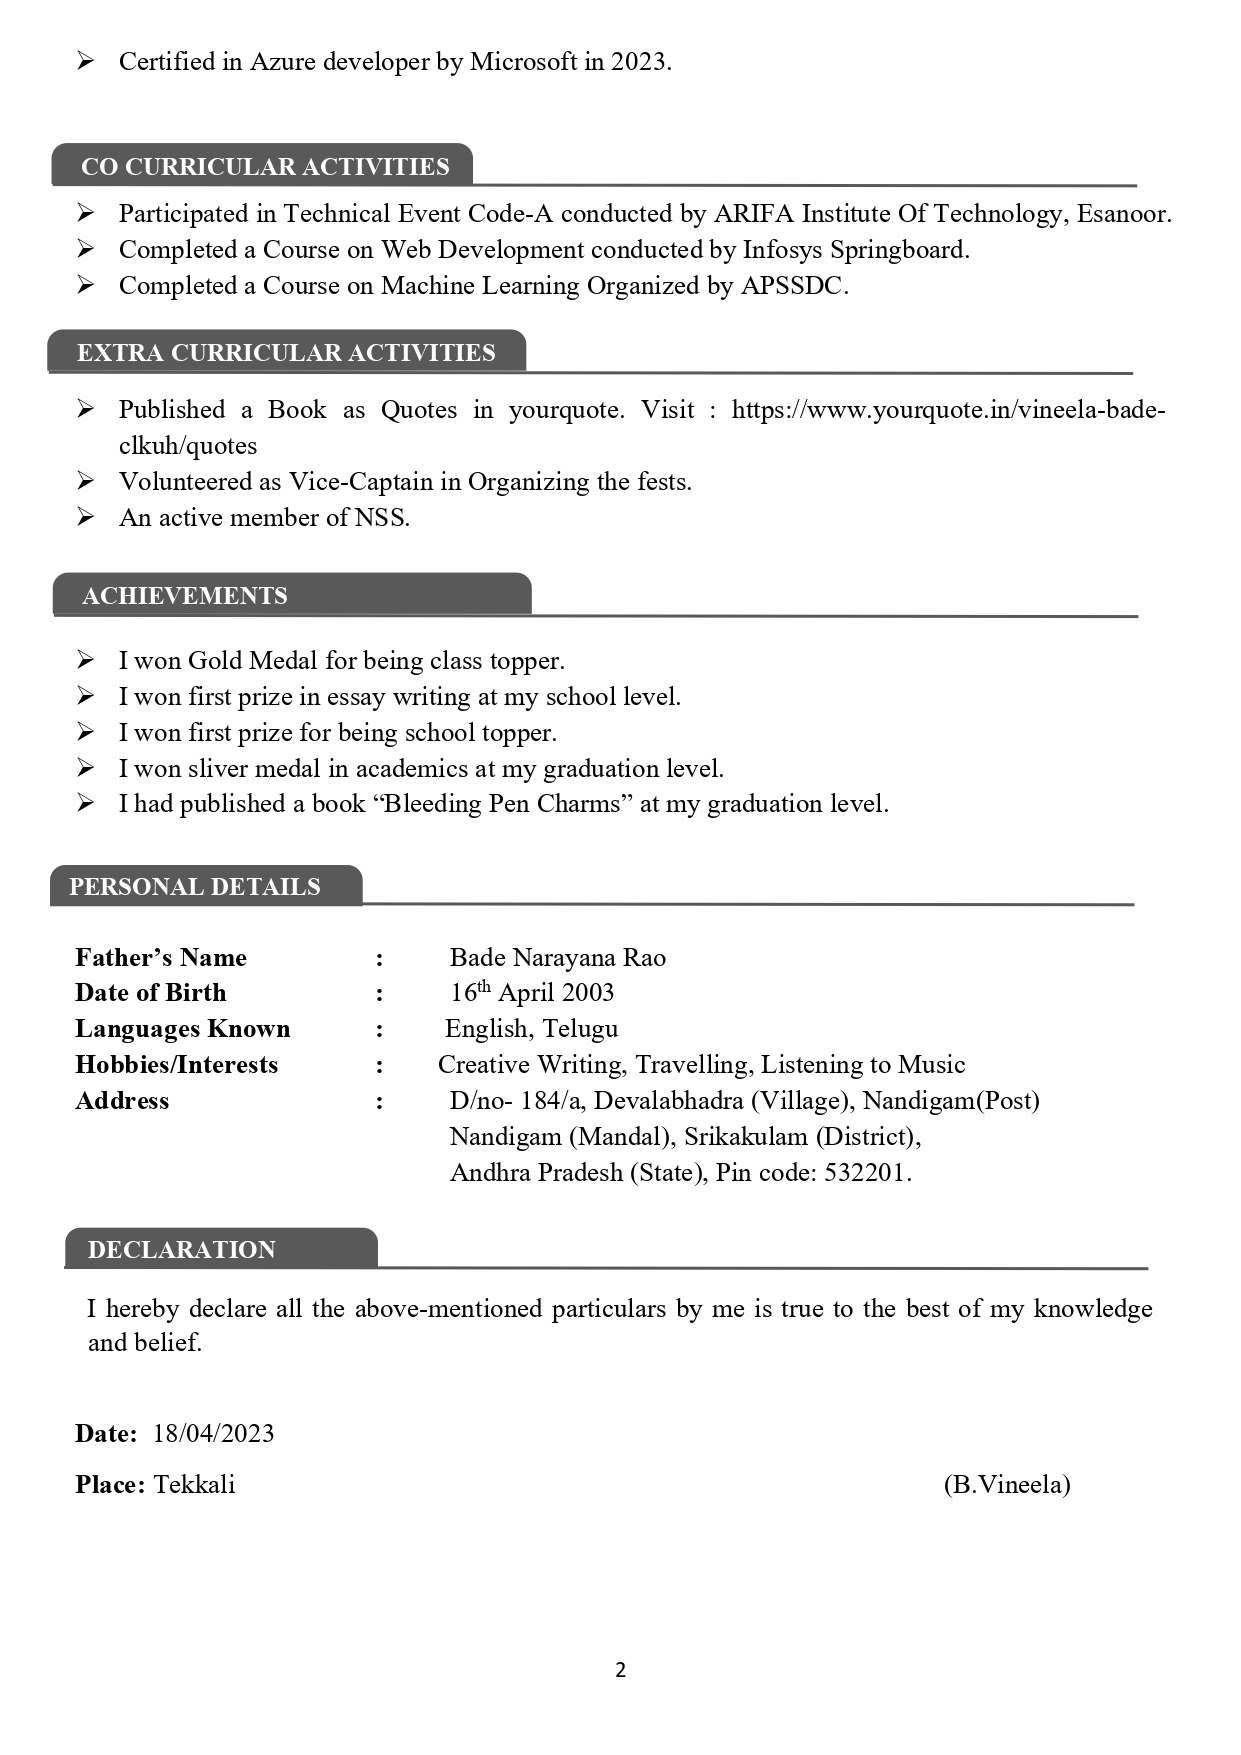 ➢ Certified in Azure developer by Microsoft in 2023.
CO CURRICULAR ACTIVITIES
➢ Participated in Technical Event Code-A conducted by ARIFA Institute Of Technology, Esanoor.
➢ Completed a Course on Web Development conducted by Infosys Springboard.
➢ Completed a Course on Machine Learning Organized by APSSDC.
EXTRA CURRICULAR ACTIVITIES
➢ Published a Book as Quotes in yourquote. Visit : https://www.yourquote.in/vineela-bade-
clkuh/quotes
➢ Volunteered as Vice-Captain in Organizing the fests.
➢ An active member of NSS.
ACHIEVEMENTS
➢ I won Gold Medal for being class topper.
➢ I won first prize in essay writing at my school level.
➢ I won first prize for being school topper.
➢ I won sliver medal in academics at my graduation level.
➢ I had published a book “Bleeding Pen Charms” at my graduation level.
PERSONAL DETAILS
Father’s Name : Bade Narayana Rao
Date of Birth : 16th April 2003
Languages Known : English, Telugu
Hobbies/Interests : Creative Writing, Travelling, Listening to Music
Address : D/no- 184/a, Devalabhadra (Village), Nandigam(Post)
Nandigam (Mandal), Srikakulam (District),
Andhra Pradesh (State), Pin code: 532201.
DECLARATION
I hereby declare all the above-mentioned particulars by me is true to the best of my knowledge
and belief.
Date: 18/04/2023
Place: Tekkali (B.Vineela)
2